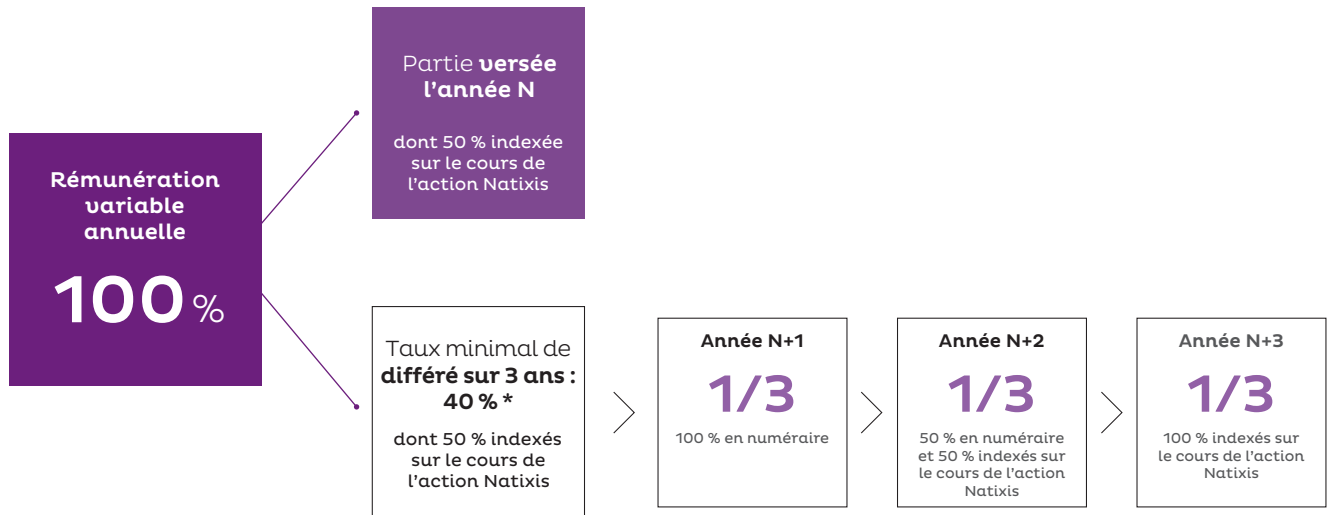 Rémunération
variable
annuelle
100 %
Partie versée
l'année N
dont 50 % indexée
sur le cours de
l'action Natixis
Taux minimal de
différé sur 3 ans :
40 % *
dont 50 % indexés
sur le cours de
l'action Natixis
Année N+1
1/3
100 % en numéraire
Année N+2
1/3
50 % en numéraire
et 50 % indexés sur
le cours de l'action
Natixis
Année N+3
1/3
100 % indexés sur
le cours de l'action
Natixis